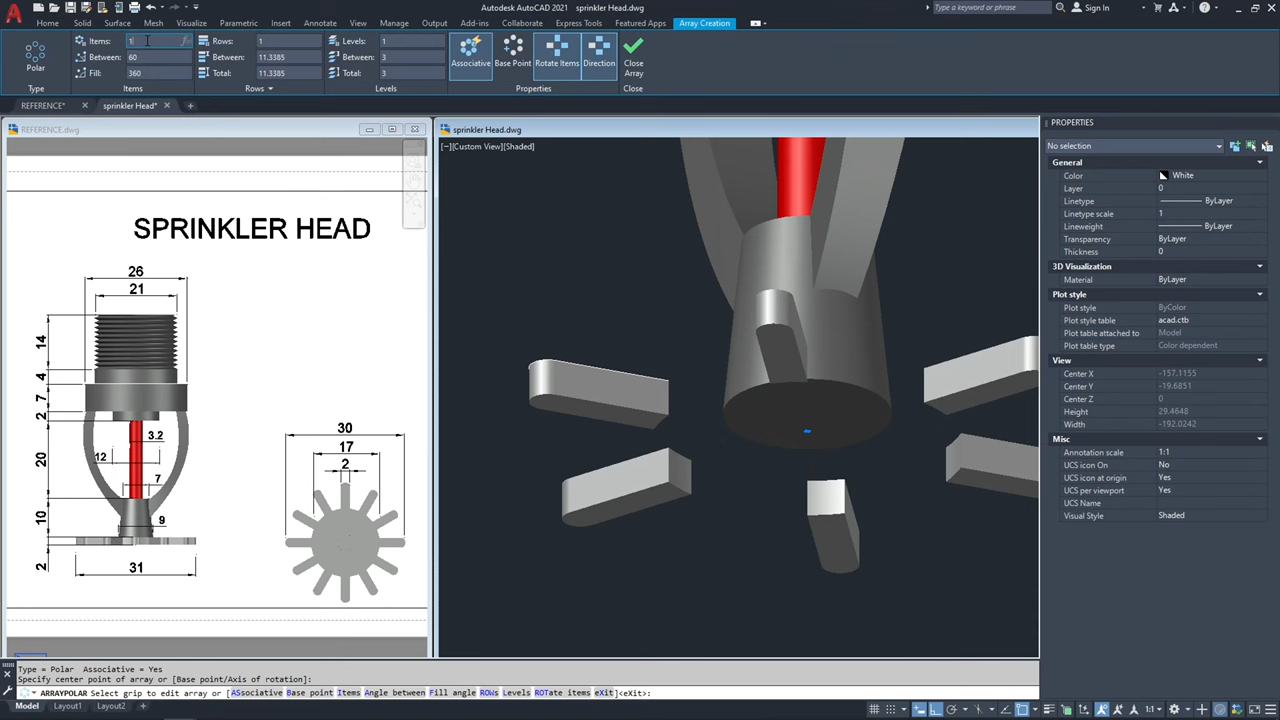 Autodesk AutoCAD 2021 sprinkler Head.dwg
Type a keyword or phrase
Sign In
Home Solid Surface Mesh Visualize Parametric Insert Annotate View Manage Output Add-ins Collaborate Express Tools Featured Apps Array Creation
Items: 1 Rows: 1 Levels: 1
Between: 60 Between: 11.3385 Between: 3
Fill: 360 Total: 11.3385 Total: 3
Polar
Associative Base Point Rotate Items Direction Close Array
Type Items Rows Levels Properties Close
REFERENCE* sprinkler Head*
REFERENCE.dwg
sprinkler Head.dwg
[−][Custom View][Shaded]
SPRINKLER HEAD
26
21
14
4
7
2
20
10
2
3.2
12
7
9
31
30
17
2
PROPERTIES
No selection
General
Color White
Layer 0
Linetype ByLayer
Linetype scale 1
Lineweight ByLayer
Transparency ByLayer
Thickness 0
3D Visualization
Material ByLayer
Plot style
Plot style ByColor
Plot style table acad.ctb
Plot table attached to Model
Plot table type Color dependent
View
Center X -157.1155
Center Y -19.6851
Center Z 0
Height 29.4648
Width -192.0242
Misc
Annotation scale 1:1
UCS icon On No
UCS icon at origin Yes
UCS per viewport Yes
UCS Name
Visual Style Shaded
Type = Polar Associative = Yes
Specify center point of array or [Base point/Axis of rotation]:
ARRAYPOLAR Select grip to edit array or [ASsociative Base point Items Angle between Fill angle ROWs Levels ROTate items eXit]<eXit>:
Model Layout1 Layout2
1:1